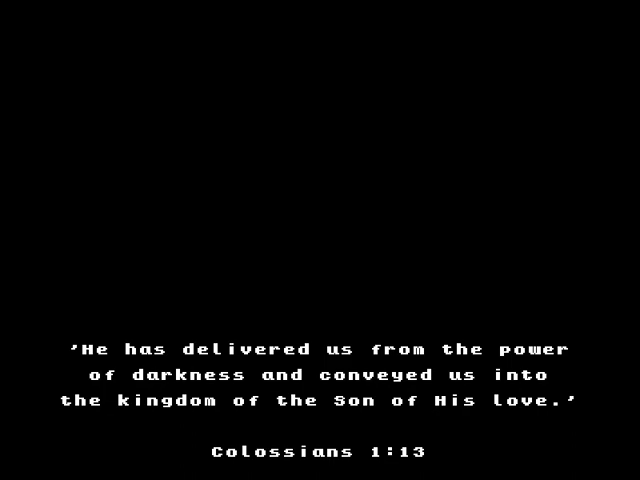 'He has delivered us from the power
of darkness and conveyed us into
the kingdom of the Son of His love.'
Colossians 1:13